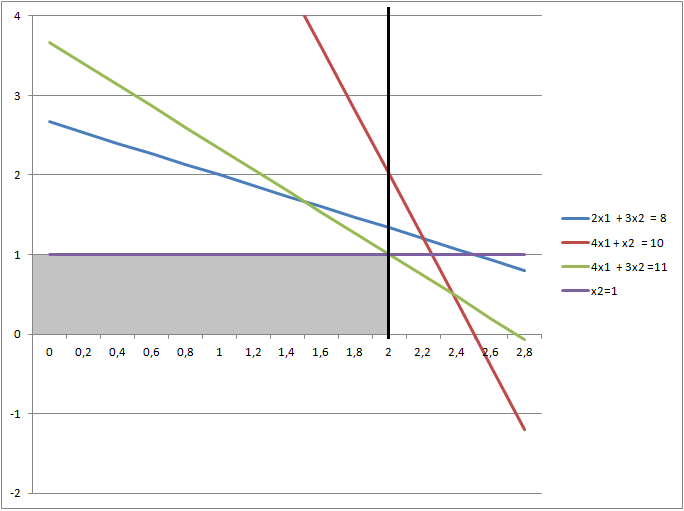 4
3
2
1
0
-1
-2
0 0,2 0,4 0,6 0,8 1 1,2 1,4 1,6 1,8 2 2,2 2,4 2,6 2,8
2x1 + 3x2 = 8
4x1 + x2 = 10
4x1 + 3x2 =11
x2=1